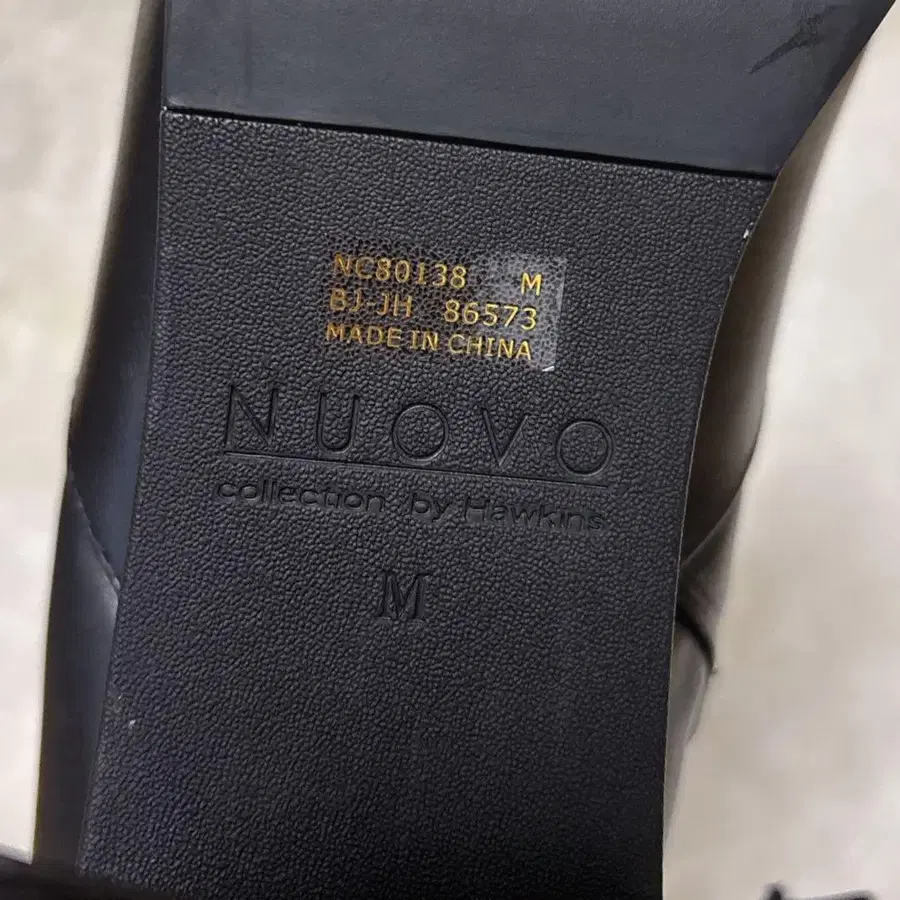 NC80138 M
BJ-JH 86573
MADE IN CHINA
NUOVO
collection by Hawkins
M